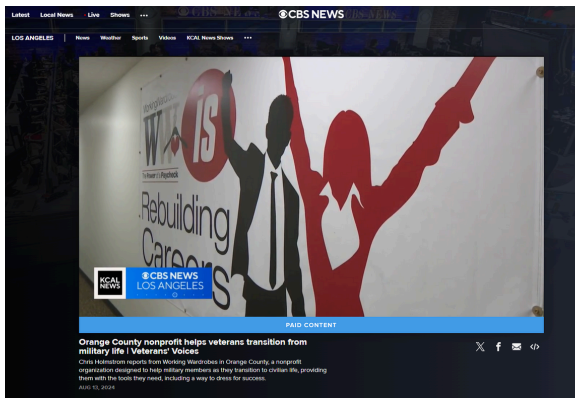 Latest Local News Live Shows •••
CBS NEWS
LOS ANGELES News Weather Sports Videos KCAL News Shows •••
WW
is
The Power of a Paycheck
Rebuilding
Careers
KCAL NEWS
CBS NEWS
LOS ANGELES
PAID CONTENT
Orange County nonprofit helps veterans transition from
military life | Veterans' Voices
Chris Holmstrom reports from Working Wardrobes in Orange County, a nonprofit
organization designed to help military members as they transition to civilian life, providing
them with the tools they need, including a way to dress for success.
AUG 13, 2024